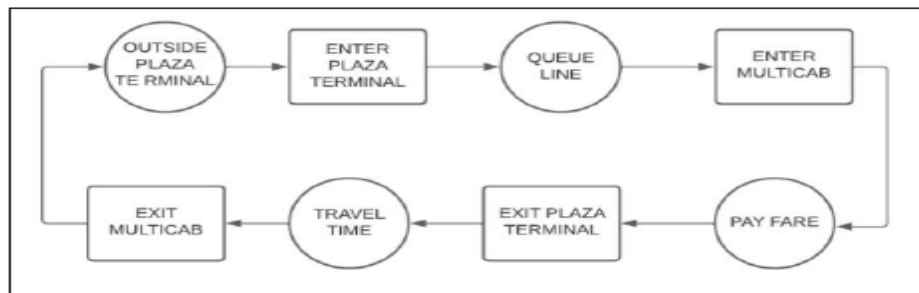 OUTSIDE
PLAZA
TE RMINAL
ENTER
PLAZA
TERMINAL
QUEUE
LINE
ENTER
MULTICAB
EXIT
MULTICAB
TRAVEL
TIME
EXIT PLAZA
TERMINAL
PAY FARE